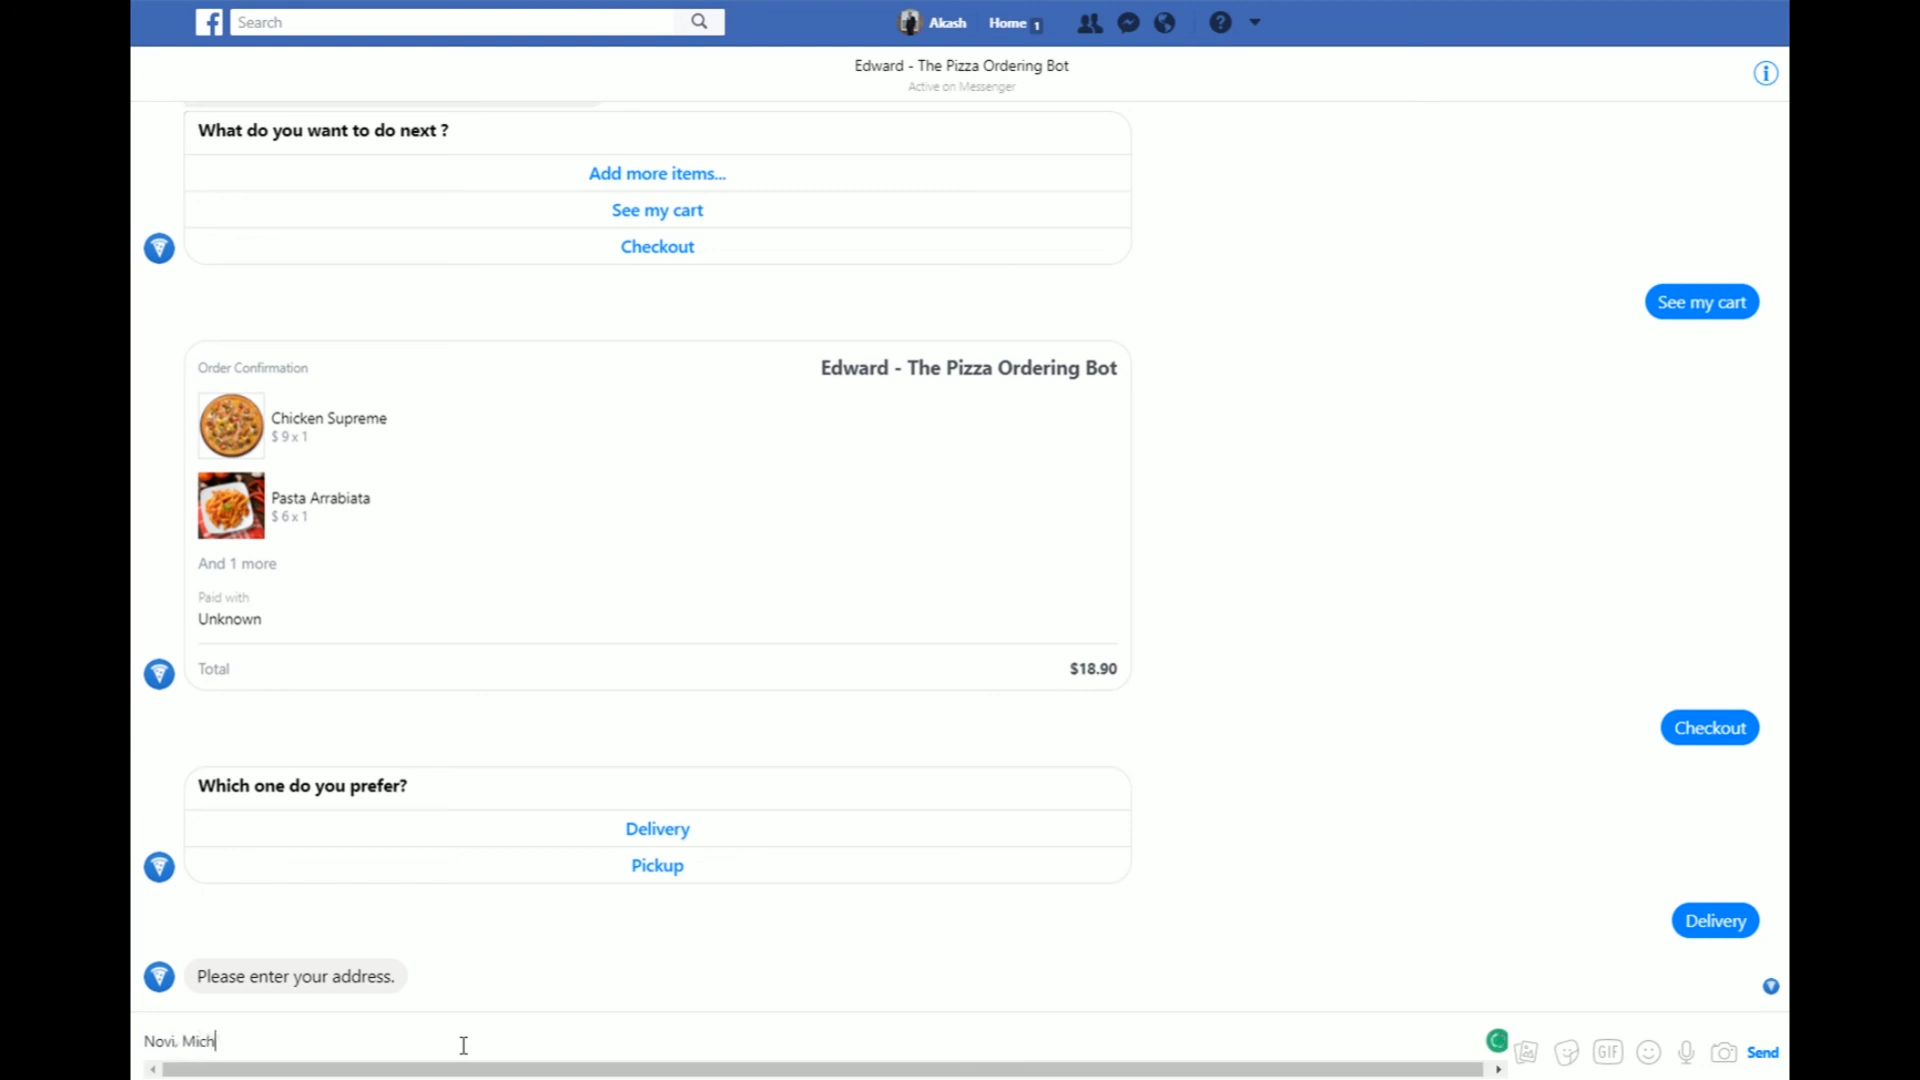 Search
Akash
Home 1
Edward - The Pizza Ordering Bot
Active on Messenger
What do you want to do next ?
Add more items...
See my cart
Checkout
See my cart
Order Confirmation
Edward - The Pizza Ordering Bot
Chicken Supreme
$ 9 x 1
Pasta Arrabiata
$ 6 x 1
And 1 more
Paid with
Unknown
Total
$18.90
Checkout
Which one do you prefer?
Delivery
Pickup
Delivery
Please enter your address.
Novi, Mich
GIF
Send